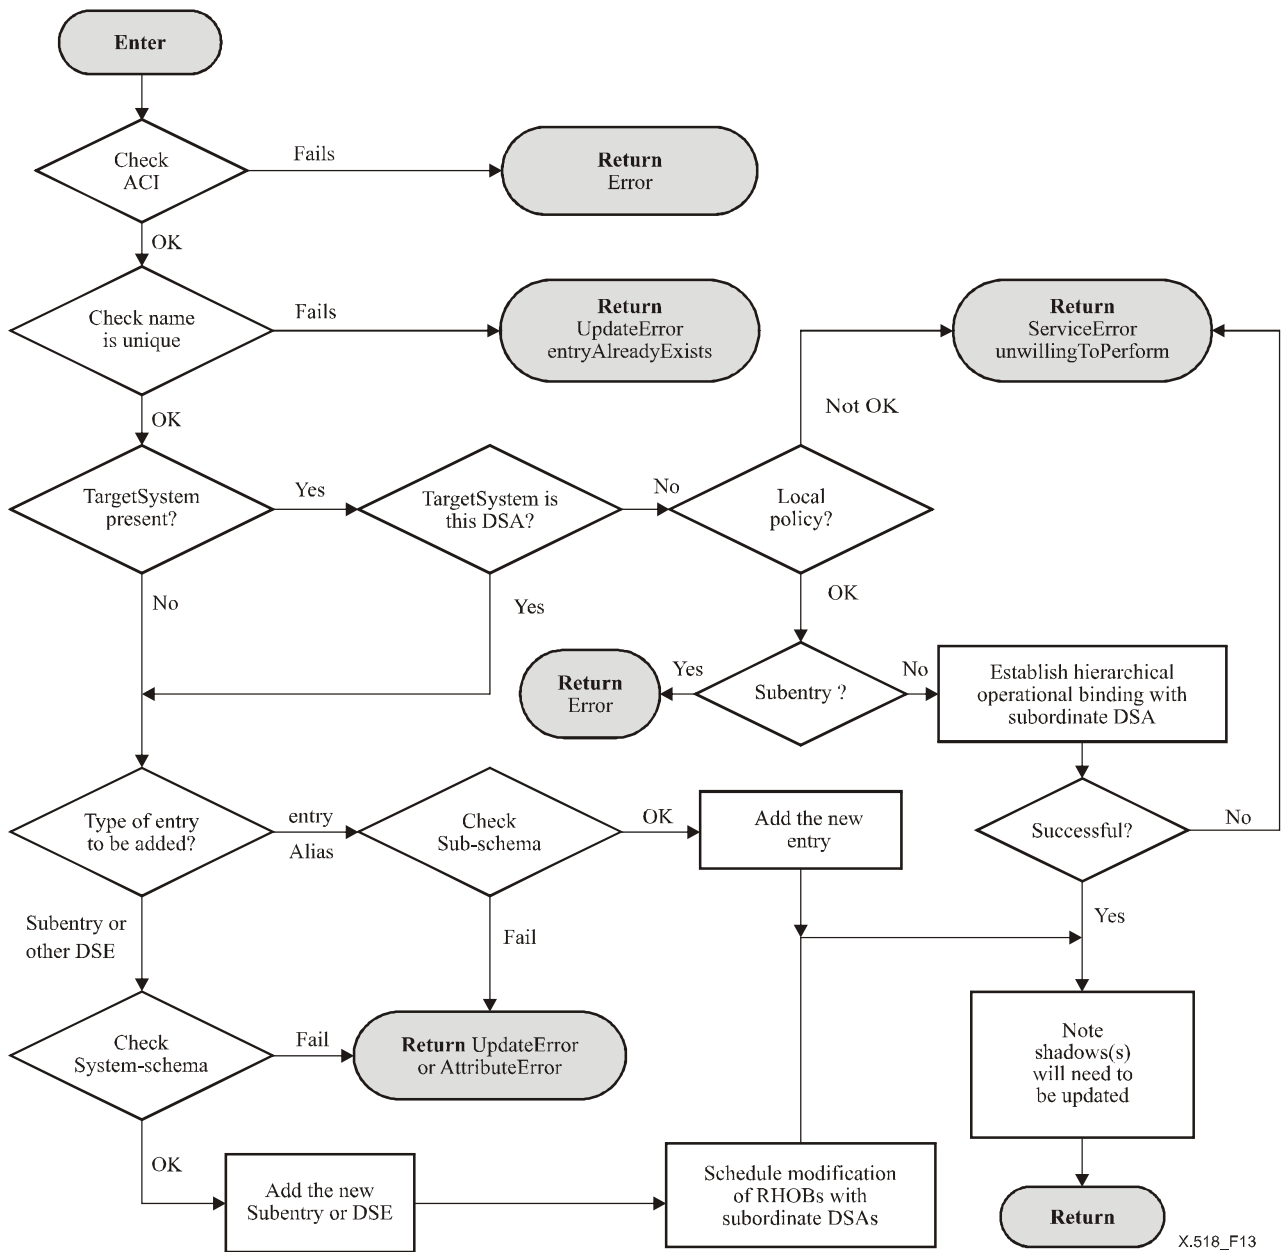 Enter
Check
ACI
Fails
Return
Error
OK
Check name
is unique
Fails
Return
UpdateError
entryAlreadyExists
Return
ServiceError
unwillingToPerform
OK
Not OK
TargetSystem
present?
Yes
TargetSystem is
this DSA?
No
Local
policy?
No
Yes
OK
Return
Error
Yes
Subentry ?
No
Establish hierarchical
operational binding with
subordinate DSA
Type of entry
to be added?
entry
Alias
Check
Sub-schema
OK
Add the new
entry
Successful?
No
Subentry or
other DSE
Fail
Yes
Check
System-schema
Fail
Return UpdateError
or AttributeError
Note
shadows(s)
will need to
be updated
OK
Add the new
Subentry or DSE
Schedule modification
of RHOBs with
subordinate DSAs
Return
X.518_F13